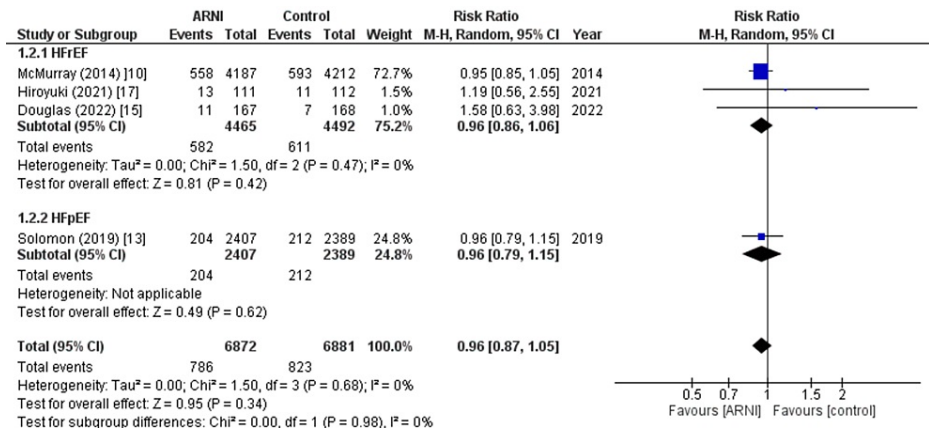 ARNI Control Risk Ratio Risk Ratio
Study or Subgroup Events Total Events Total Weight M-H, Random, 95% CI Year M-H, Random, 95% CI
1.2.1 HFrEF
McMurray (2014) ]10] 558 4187 593 4212 72.7% 0.95 [0.85, 1.05] 2014
Hiroyuki (2021) [17] 13 111 11 112 1.5% 1.19 [0.56, 2.55] 2021
Douglas (2022) [15] 11 167 7 168 1.0% 1.58 [0.63, 3.98] 2022
Subtotal (95% CI) 4465 4492 75.2% 0.96 [0.86, 1.06]
Total events 582 611
Heterogeneity: Tau² = 0.00; Chi² = 1.50, df = 2 (P = 0.47); I² = 0%
Test for overall effect: Z = 0.81 (P = 0.42)
1.2.2 HFpEF
Solomon (2019) [13] 204 2407 212 2389 24.8% 0.96 [0.79, 1.15] 2019
Subtotal (95% CI) 2407 2389 24.8% 0.96 [0.79, 1.15]
Total events 204 212
Heterogeneity: Not applicable
Test for overall effect: Z = 0.49 (P = 0.62)
Total (95% CI) 6872 6881 100.0% 0.96 [0.87, 1.05]
Total events 786 823
Heterogeneity: Tau² = 0.00; Chi² = 1.50, df = 3 (P = 0.68); I² = 0%
Test for overall effect: Z = 0.95 (P = 0.34)
Test for subgroup differences: Chi² = 0.00, df = 1 (P = 0.98), I² = 0%
0.5 0.7 1 1.5 2
Favours [ARNI] Favours [control]